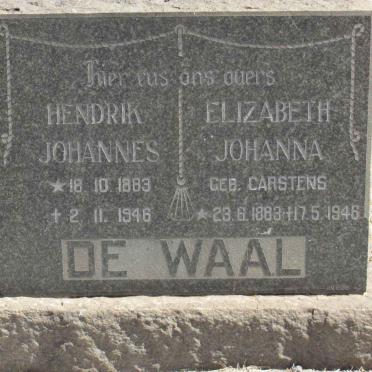 Hier rus ons ouers
HENDRIK JOHANNES
* 18. 10. 1883
† 2. 11. 1946
ELIZABETH JOHANNA
GEB. CARSTENS
* 23. 6. 1883 † 17. 5. 1946
DE WAAL